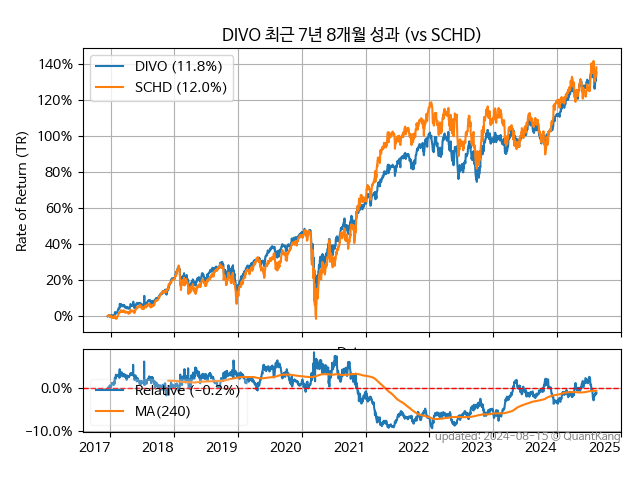 DIVO 최근 7년 8개월 성과 (vs SCHD)
DIVO (11.8%)
SCHD (12.0%)
Rate of Return (TR)
140%
120%
100%
80%
60%
40%
20%
0%
Relative (-0.2%)
MA(240)
0.0%
-10.0%
2017 2018 2019 2020 2021 2022 2023 2024 2025
updated: 2024-08-15 © QuantKang